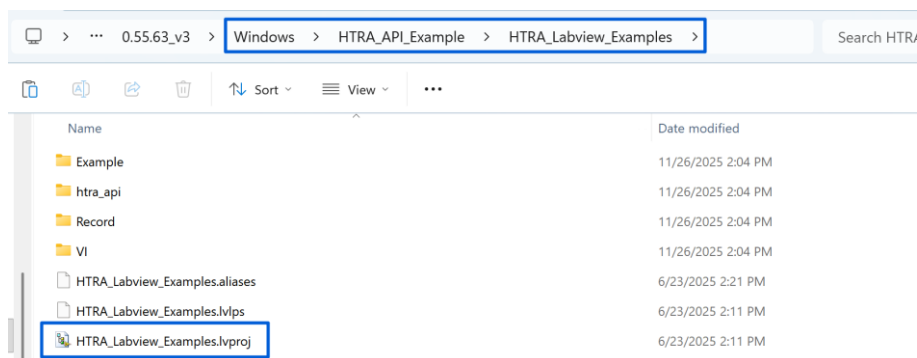 > ... 0.55.63_v3 > Windows > HTRA_API_Example > HTRA_Labview_Examples > Search HTRA
Sort View ...
Name Date modified
Example 11/26/2025 2:04 PM
htra_api 11/26/2025 2:04 PM
Record 11/26/2025 2:04 PM
VI 11/26/2025 2:04 PM
HTRA_Labview_Examples.aliases 6/23/2025 2:21 PM
HTRA_Labview_Examples.lvlps 6/23/2025 2:11 PM
HTRA_Labview_Examples.lvproj 6/23/2025 2:11 PM